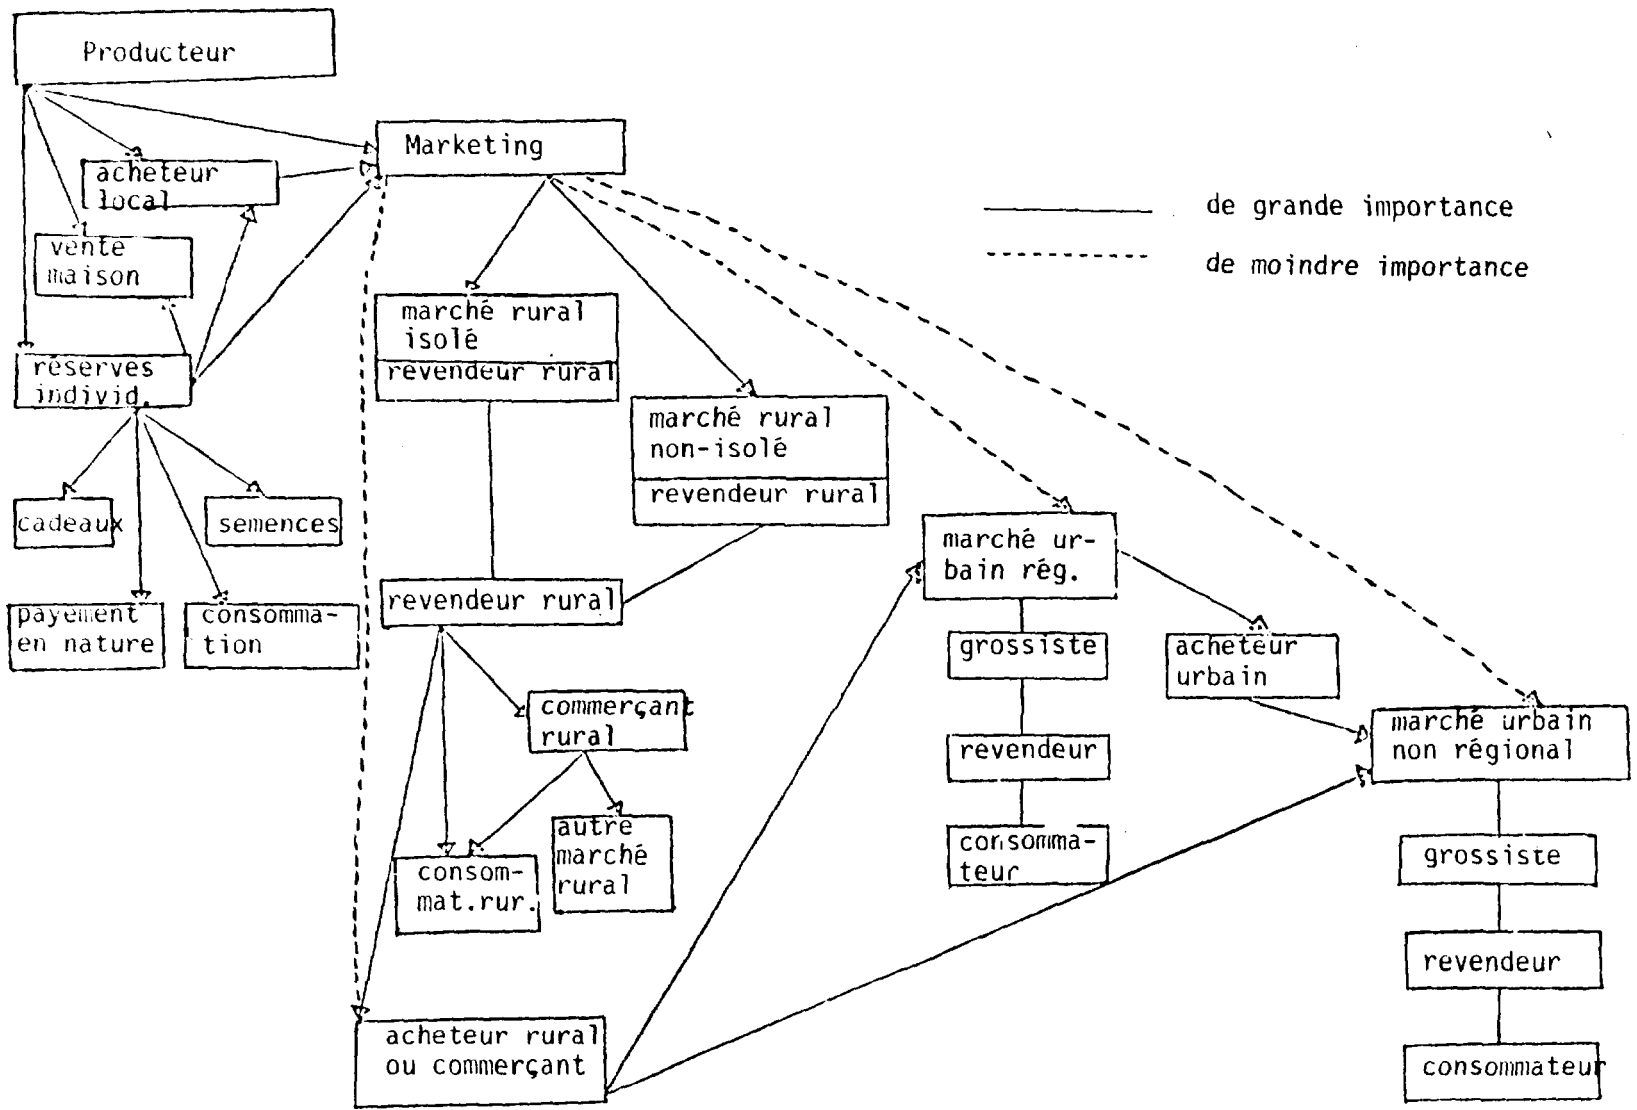 Producteur
Marketing
acheteur
local
vente
maison
réserves
individ.
cadeaux
semences
payement
en nature
consomma-
tion
de grande importance
de moindre importance
marché rural
isolé
revendeur rural
marché rural
non-isolé
revendeur rural
revendeur rural
commerçant
rural
autre
marché
rural
consom-
mat.rur.
acheteur rural
ou commerçant
marché ur-
bain rég.
grossiste
revendeur
consomma-
teur
acheteur
urbain
marché urbain
non régional
grossiste
revendeur
consommateur